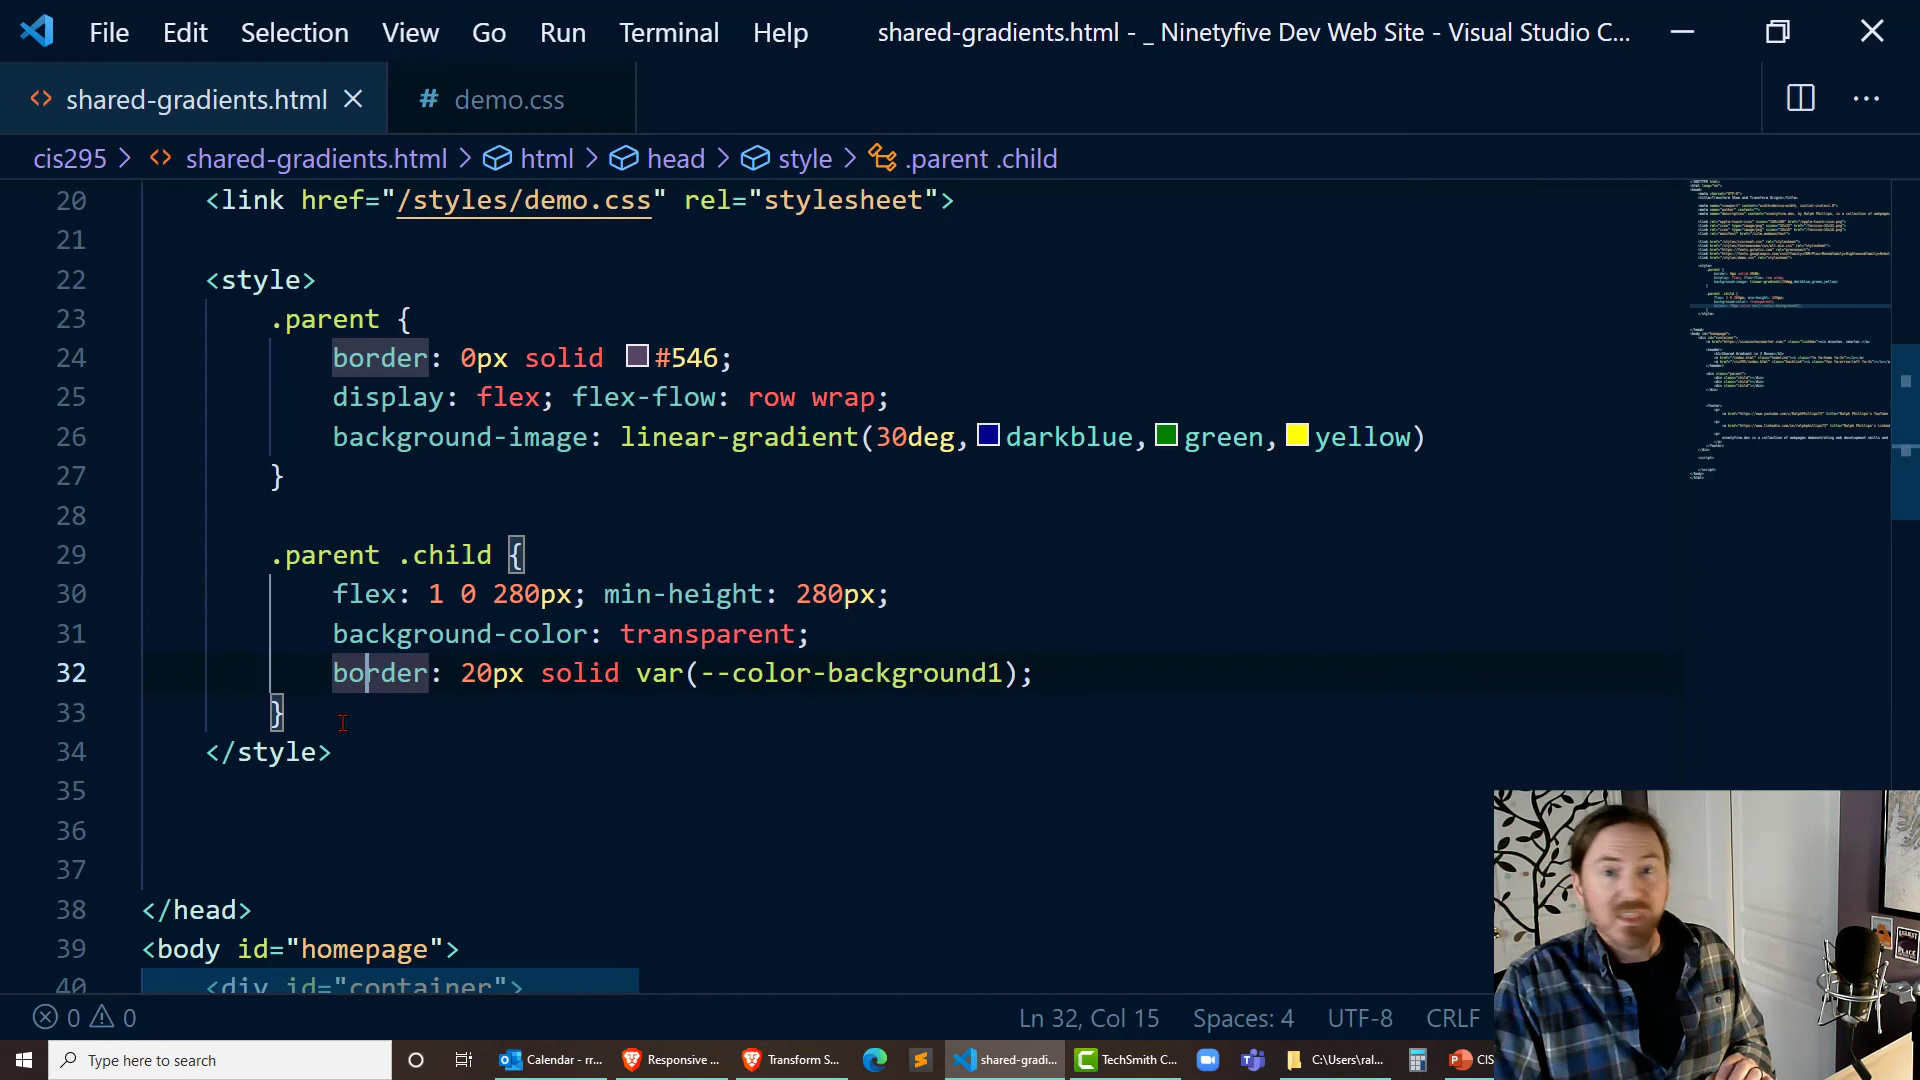 File Edit Selection View Go Run Terminal Help shared-gradients.html - _ Ninetyfive Dev Web Site - Visual Studio C...
shared-gradients.html # demo.css
cis295 > shared-gradients.html > html > head > style > .parent .child
20 <link href="/styles/demo.css" rel="stylesheet">
21
22 <style>
23 .parent {
24 border: 0px solid #546;
25 display: flex; flex-flow: row wrap;
26 background-image: linear-gradient(30deg, darkblue, green, yellow)
27 }
28
29 .parent .child {
30 flex: 1 0 280px; min-height: 280px;
31 background-color: transparent;
32 border: 20px solid var(--color-background1);
33 }
34 </style>
35
36
37
38 </head>
39 <body id="homepage">
40 <div id="container">
0 0 Ln 32, Col 15 Spaces: 4 UTF-8 CRLF
Type here to search Calendar - rr... Responsive ... Transform S... shared-gradi... TechSmith C... C:\Users\ral... CIS